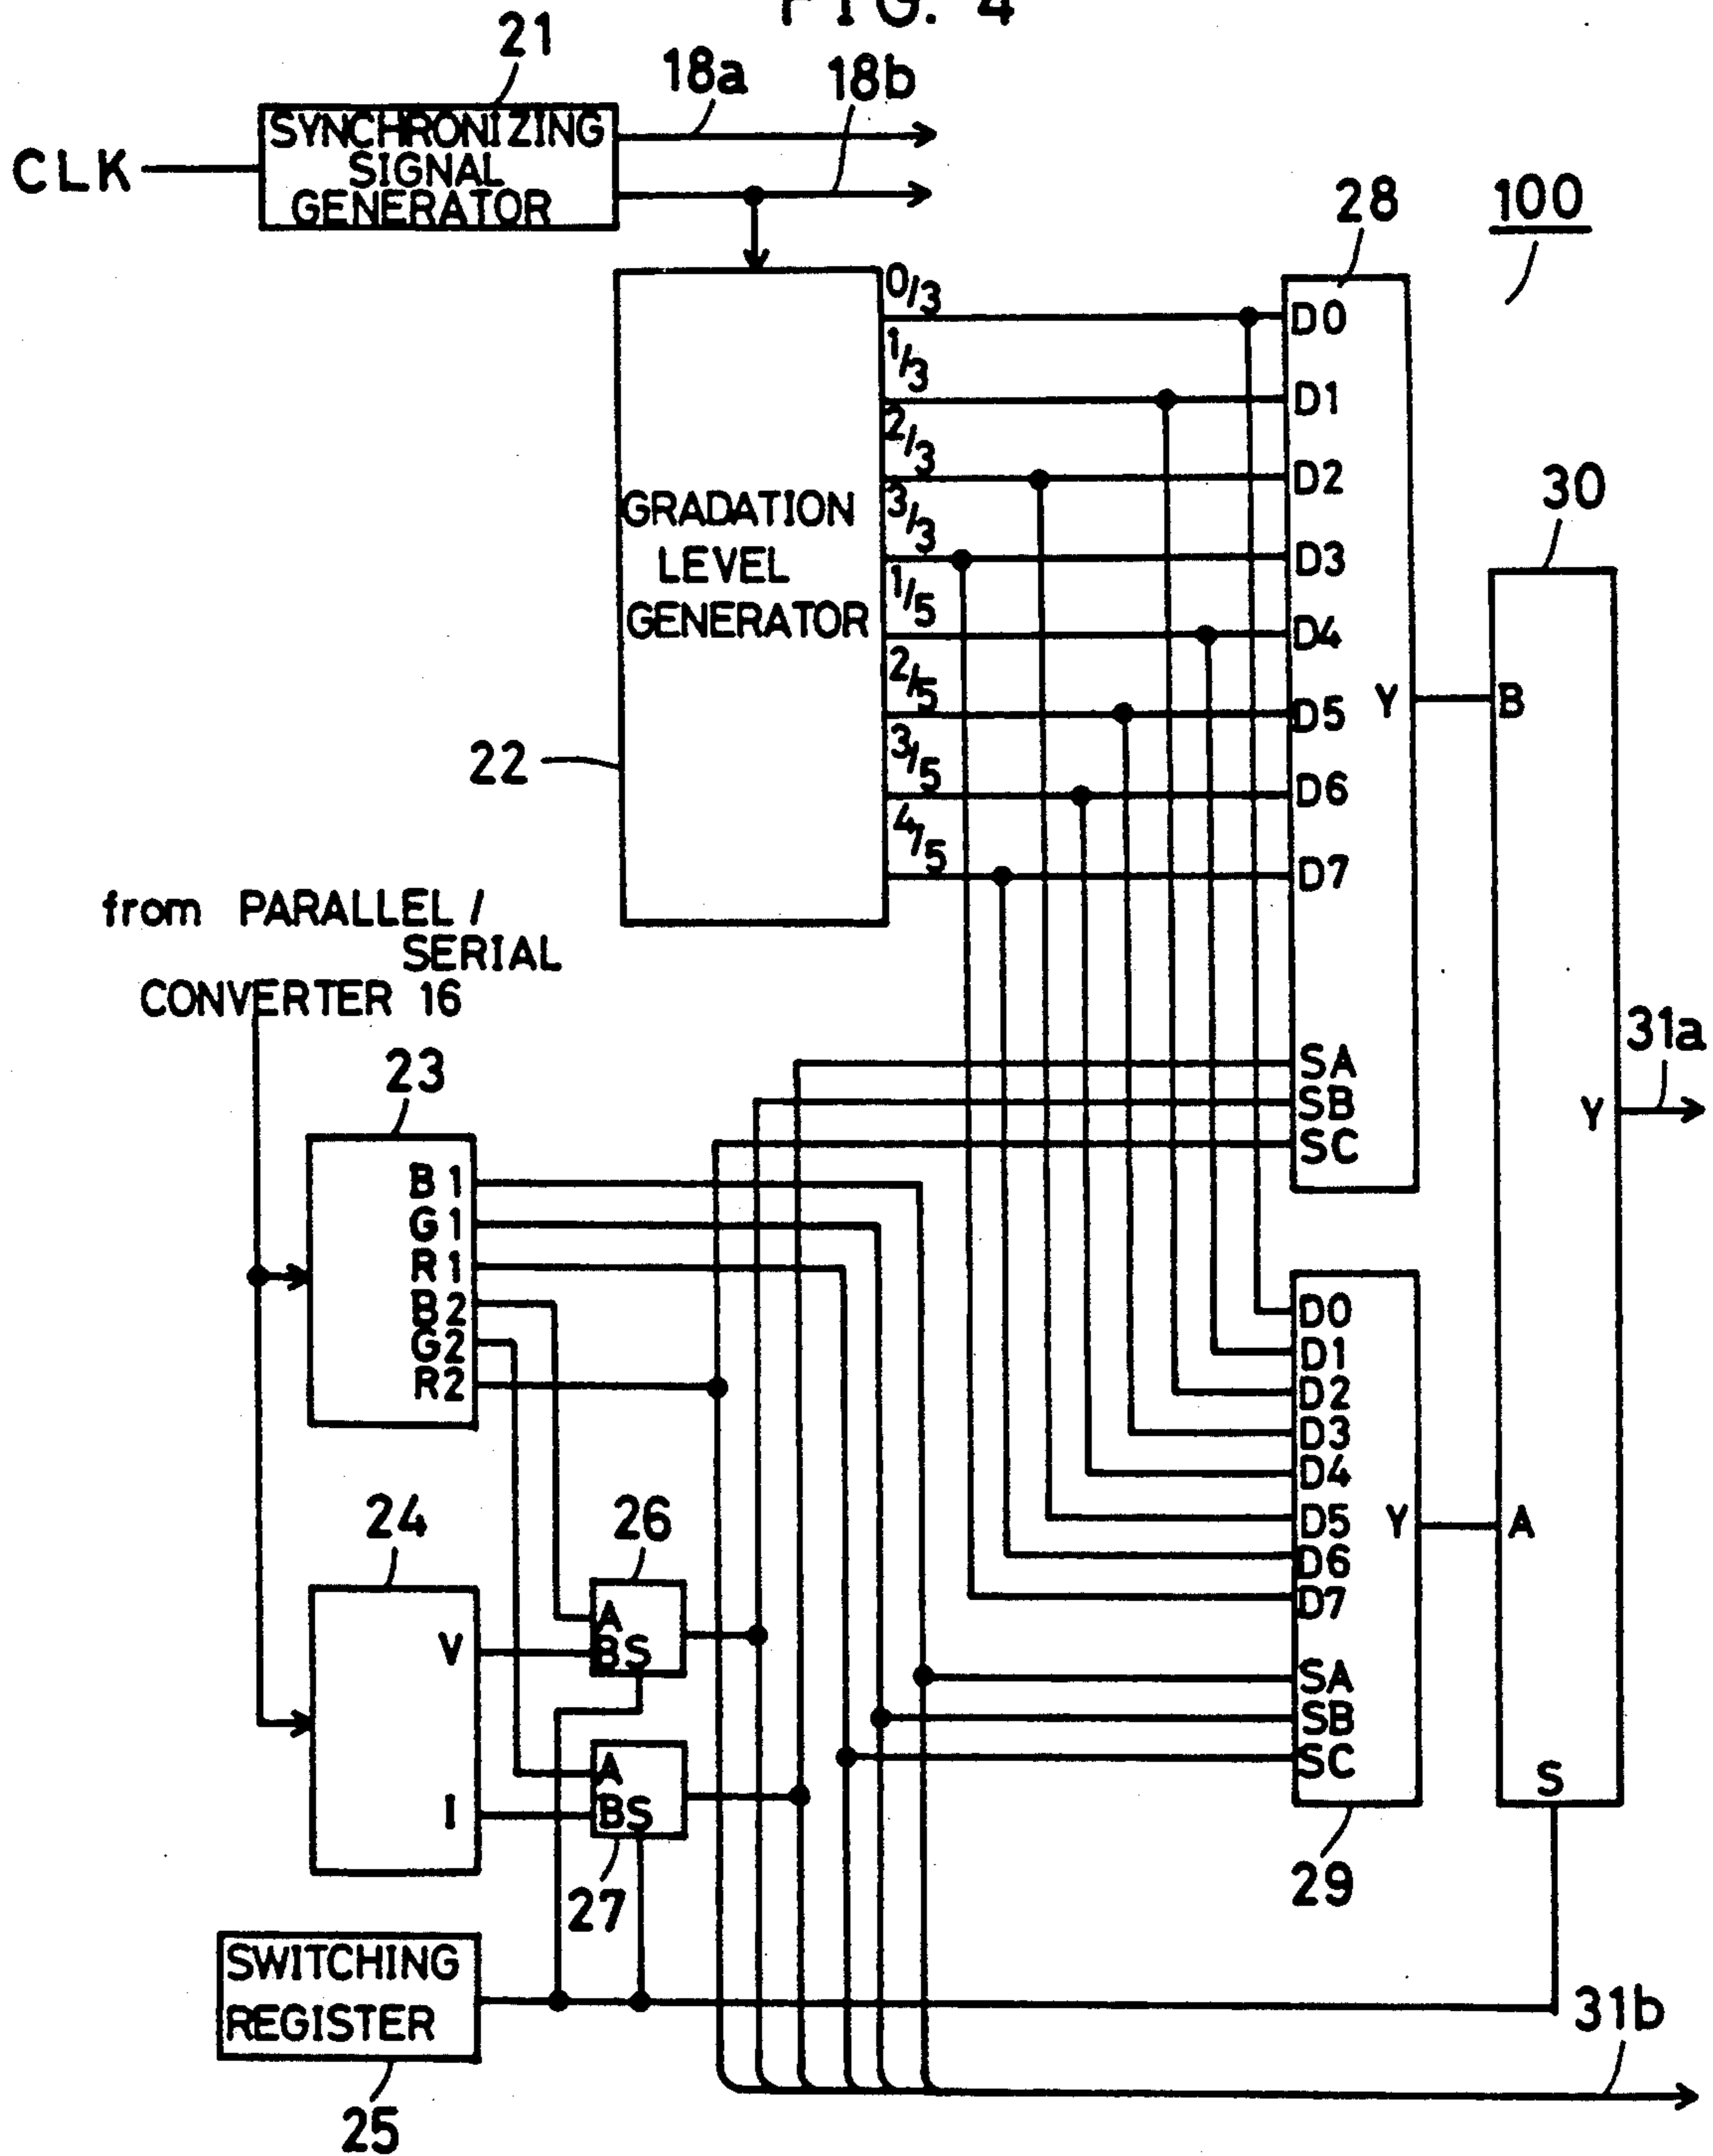 FIG. 4
21
18a
18b
CLK
SYNCHRONIZING
SIGNAL
GENERATOR
28
100
0/3
D0
1/3
D1
2/3
D2
30
3/3
GRADATION
LEVEL
GENERATOR
D3
1/5
D4
2/5
D5
Y
B
22
3/5
D6
4/5
D7
from PARALLEL/
SERIAL
CONVERTER 16
31a
23
SA
SB
SC
Y
B1
G1
R1
B2
G2
R2
D0
D1
D2
D3
D4
D5
D6
D7
Y
A
24
26
V
A
BS
SA
SB
SC
A
BS
I
S
27
29
SWITCHING
REGISTER
31b
25